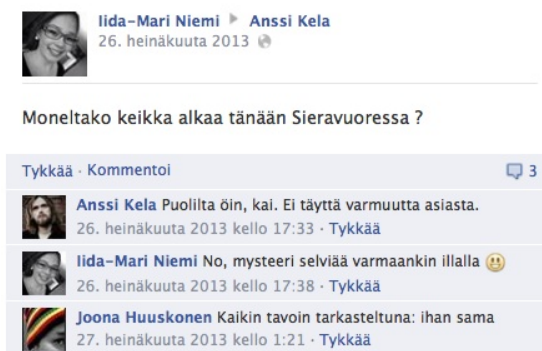 Iida-Mari Niemi ▶ Anssi Kela
26. heinäkuuta 2013
Moneltako keikka alkaa tänään Sieravuoressa ?
Tykkää · Kommentoi 3
Anssi Kela Puolilta öin, kai. Ei täyttä varmuutta asiasta.
26. heinäkuuta 2013 kello 17:33 · Tykkää
Iida-Mari Niemi No, mysteeri selviää varmaankin illalla 😃
26. heinäkuuta 2013 kello 17:38 · Tykkää
Joona Huuskonen Kaikin tavoin tarkasteltuna: ihan sama
27. heinäkuuta 2013 kello 1:21 · Tykkää